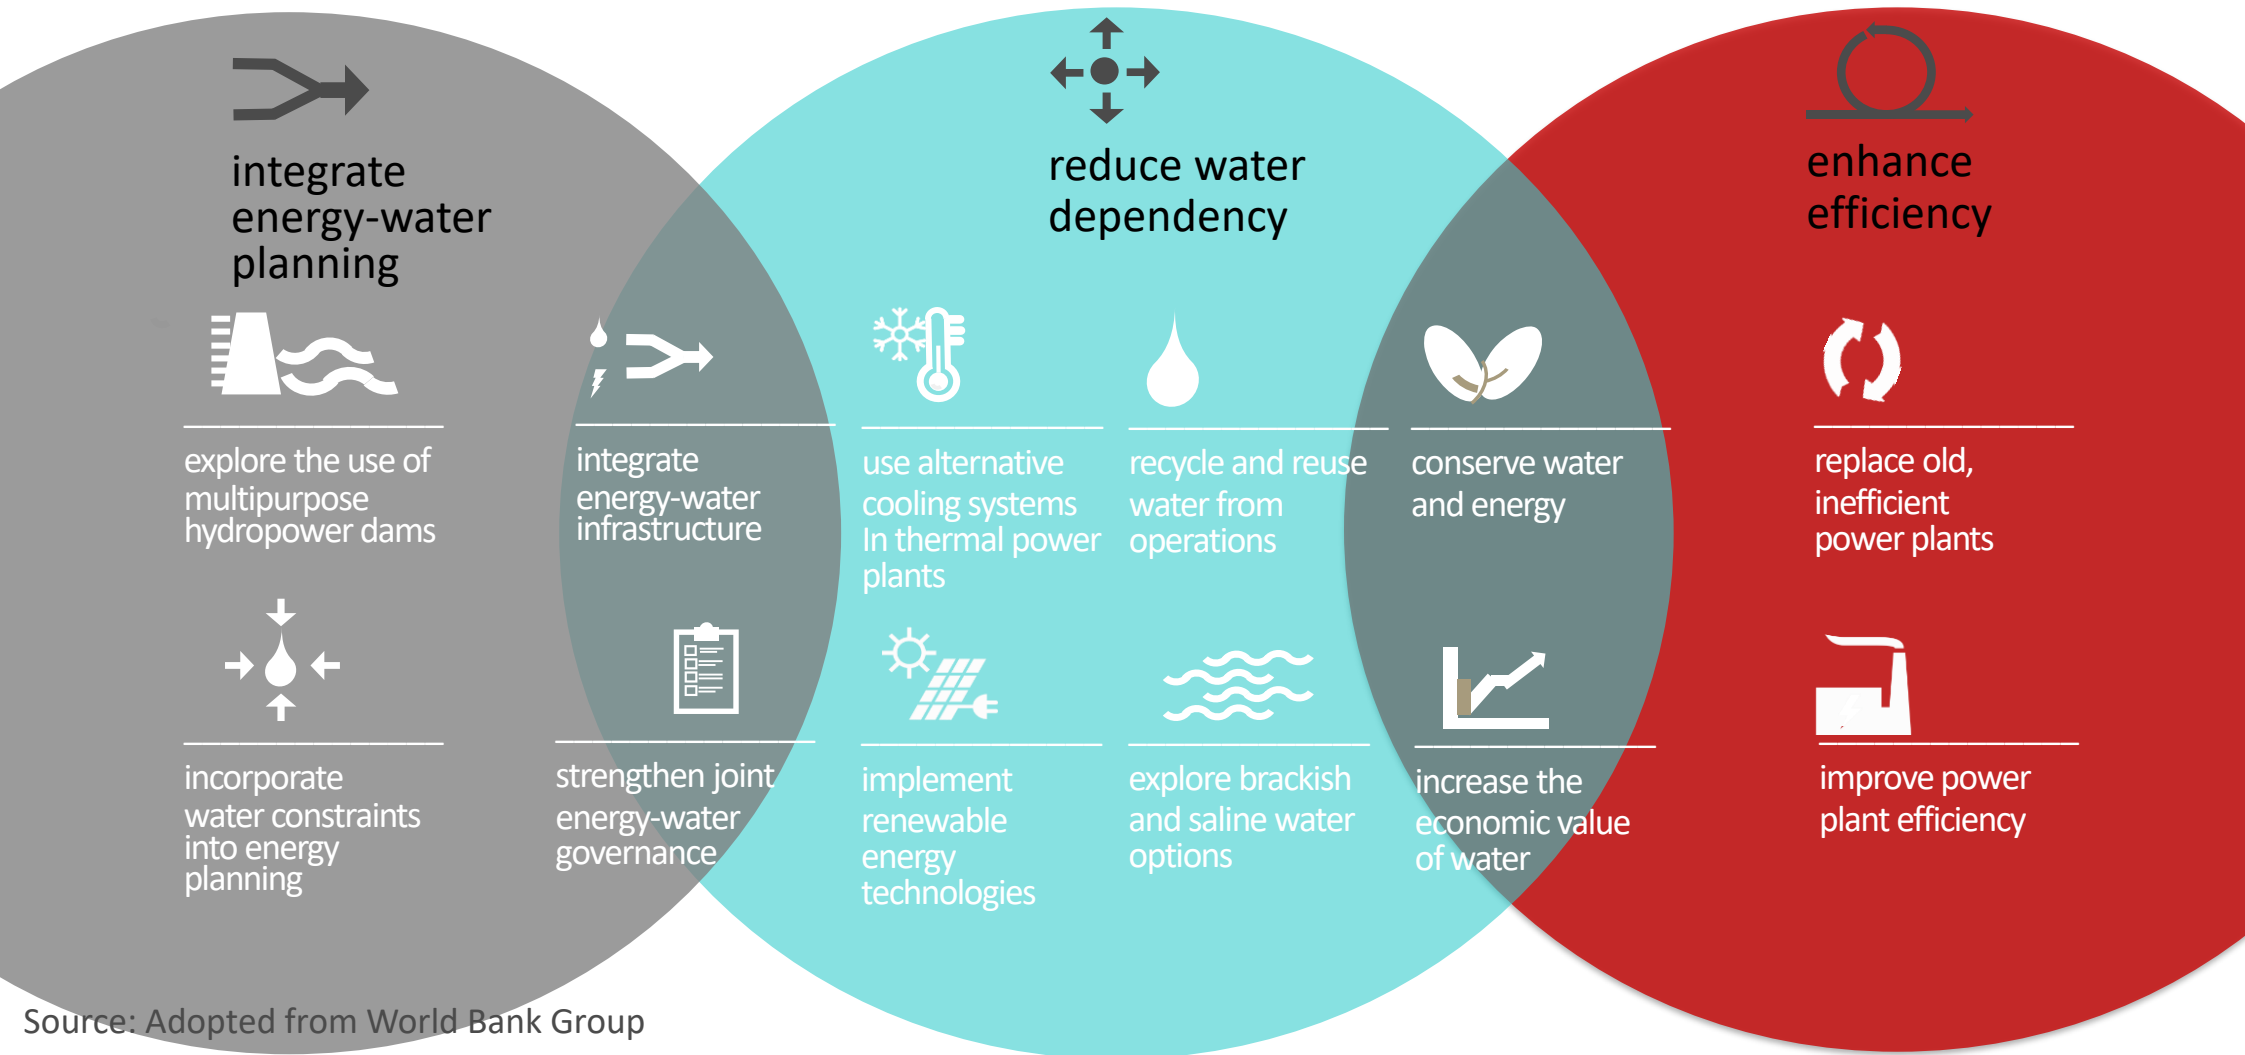 integrate
energy-water
planning
reduce water
dependency
enhance
efficiency
explore the use of
multipurpose
hydropower dams
integrate
energy-water
infrastructure
use alternative
cooling systems
In thermal power
plants
recycle and reuse
water from
operations
conserve water
and energy
replace old,
inefficient
power plants
incorporate
water constraints
into energy
planning
strengthen joint
energy-water
governance
implement
renewable
energy
technologies
explore brackish
and saline water
options
increase the
economic value
of water
improve power
plant efficiency
Source: Adopted from World Bank Group